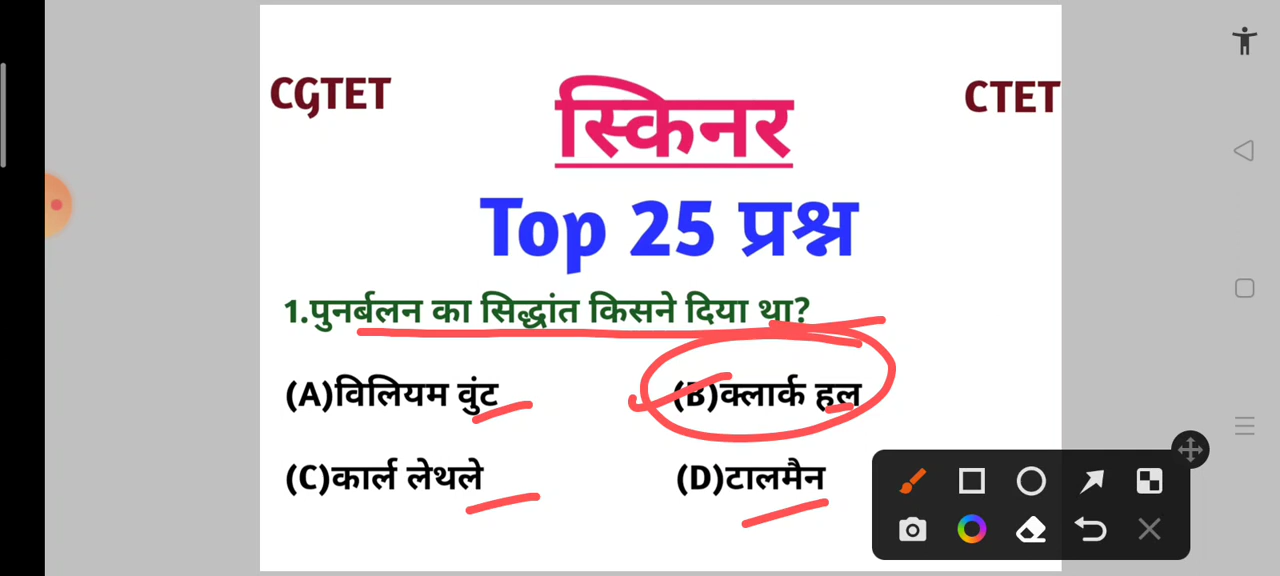 CGTET
CTET
स्किनर
Top 25 प्रश्न
1.पुनर्बलन का सिद्धांत किसने दिया था?
(A)विलियम वुंट
(B)क्लार्क हल
(C)कार्ल लेथले
(D)टालमैन